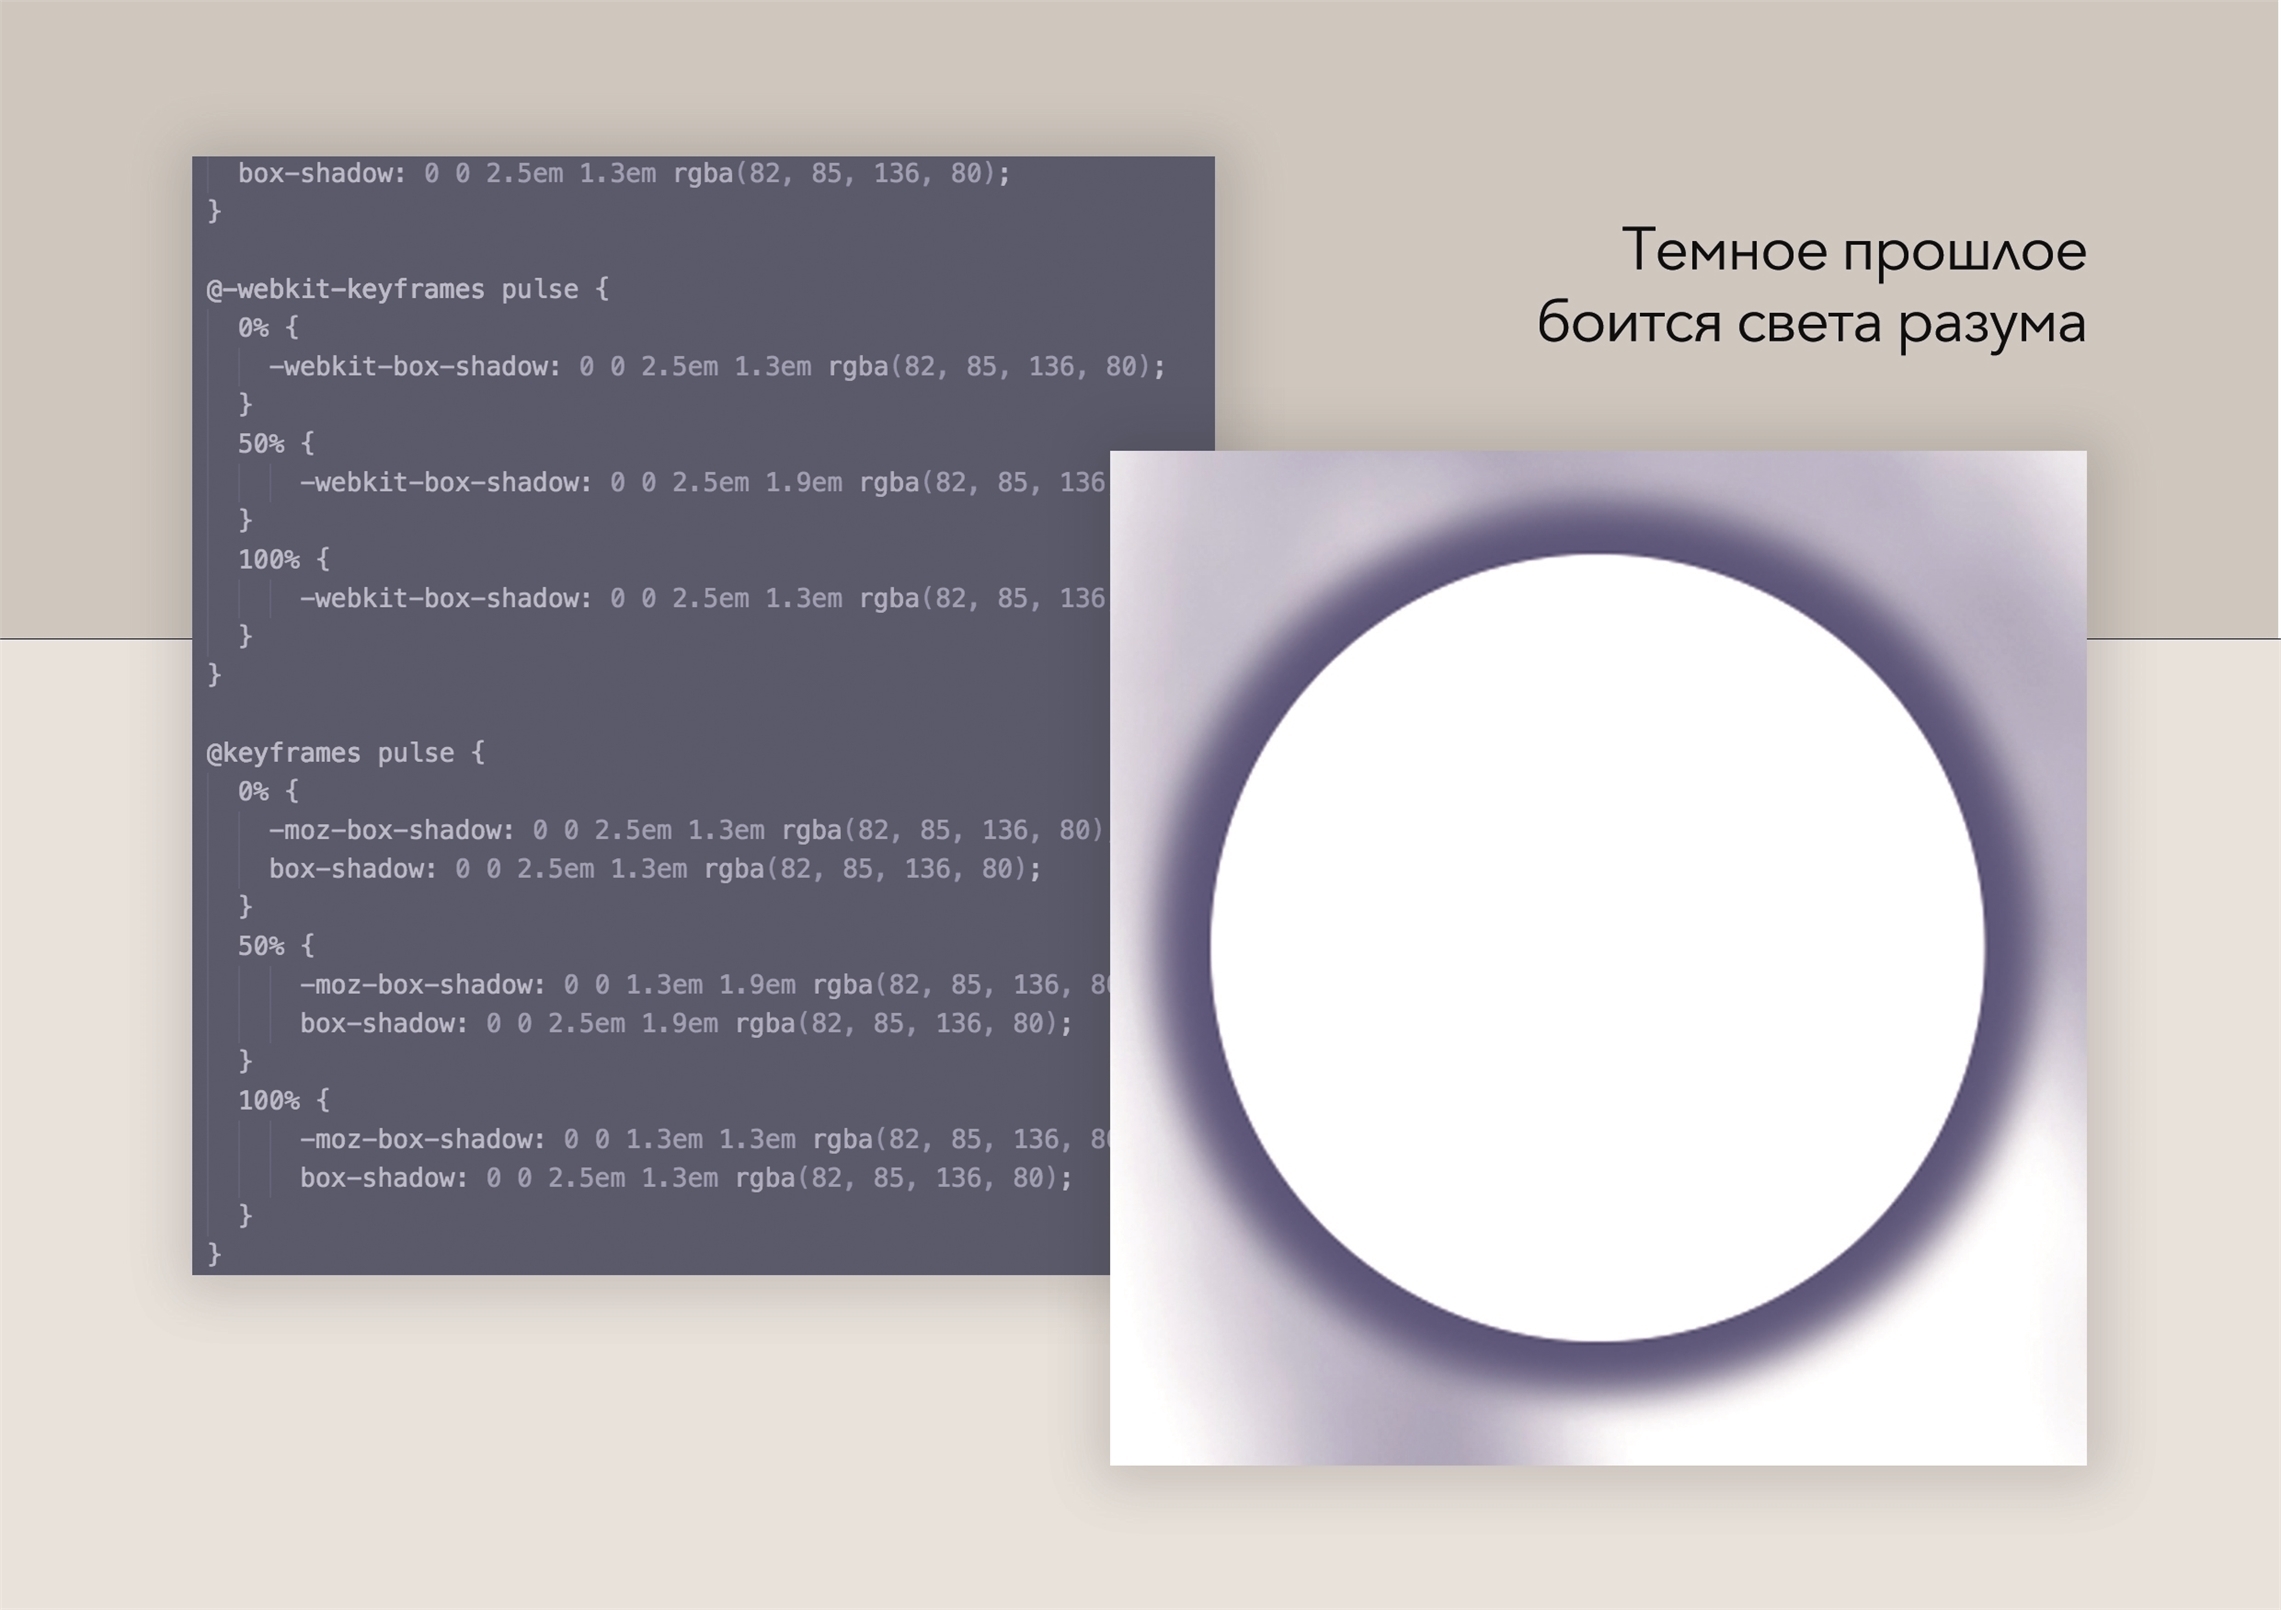 box-shadow: 0 0 2.5em 1.3em rgba(82, 85, 136, 80);
}
@-webkit-keyframes pulse {
0% {
-webkit-box-shadow: 0 0 2.5em 1.3em rgba(82, 85, 136, 80);
}
50% {
-webkit-box-shadow: 0 0 2.5em 1.9em rgba(82, 85, 136
}
100% {
-webkit-box-shadow: 0 0 2.5em 1.3em rgba(82, 85, 136
}
}
@keyframes pulse {
0% {
-moz-box-shadow: 0 0 2.5em 1.3em rgba(82, 85, 136, 80)
box-shadow: 0 0 2.5em 1.3em rgba(82, 85, 136, 80);
}
50% {
-moz-box-shadow: 0 0 1.3em 1.9em rgba(82, 85, 136, 8
box-shadow: 0 0 2.5em 1.9em rgba(82, 85, 136, 80);
}
100% {
-moz-box-shadow: 0 0 1.3em 1.3em rgba(82, 85, 136, 8
box-shadow: 0 0 2.5em 1.3em rgba(82, 85, 136, 80);
}
}
Темное прошлое
боится света разума